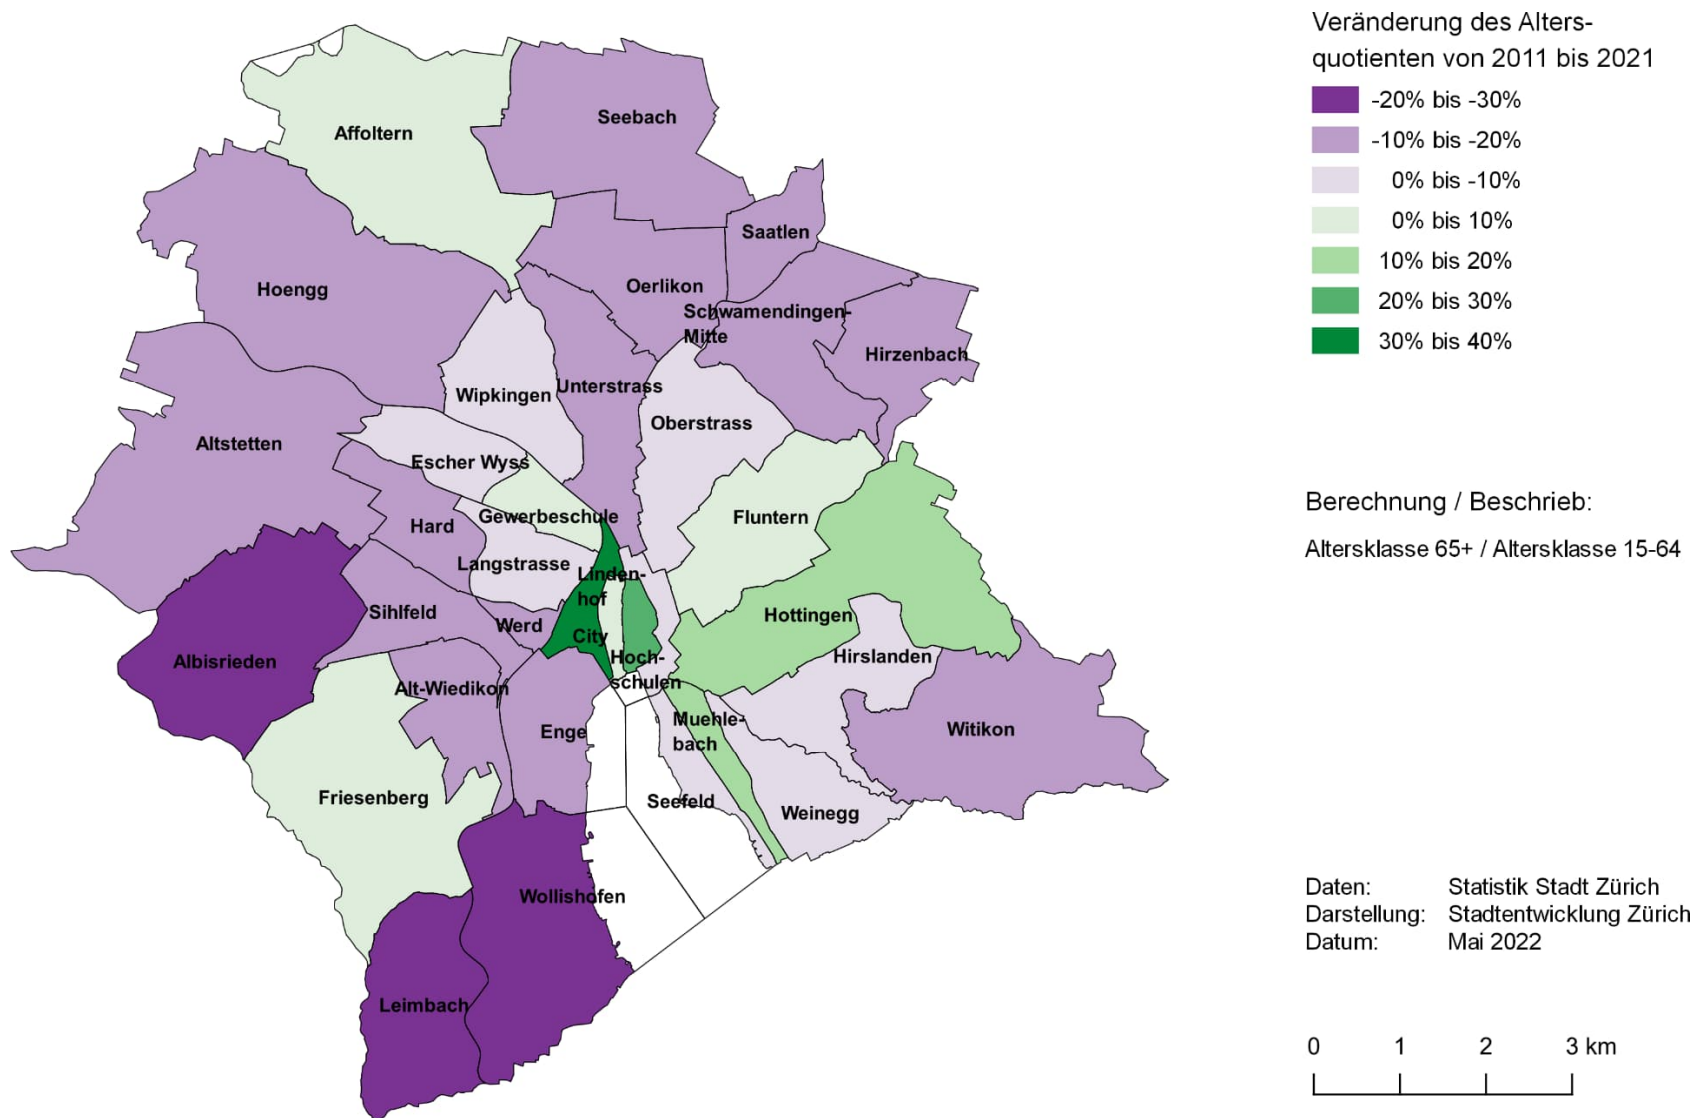 Veränderung des Alters-
quotienten von 2011 bis 2021
-20% bis -30%
-10% bis -20%
0% bis -10%
0% bis 10%
10% bis 20%
20% bis 30%
30% bis 40%
Affoltern
Seebach
Saatlen
Hoengg
Oerlikon
Schwamendingen-
Mitte
Hirzenbach
Wipkingen
Unterstrass
Oberstrass
Altstetten
Escher Wyss
Gewerbeschule
Fluntern
Hard
Langstrasse
Linden-
hof
Sihlfeld
Werd
City
Hottingen
Albisrieden
Hoch-
schulen
Hirslanden
Alt-Wiedikon
Enge
Muehle-
bach
Witikon
Friesenberg
Seefeld
Weinegg
Wollishofen
Leimbach
Berechnung / Beschrieb:
Altersklasse 65+ / Altersklasse 15-64
Daten: Statistik Stadt Zürich
Darstellung: Stadtentwicklung Zürich
Datum: Mai 2022
0 1 2 3 km